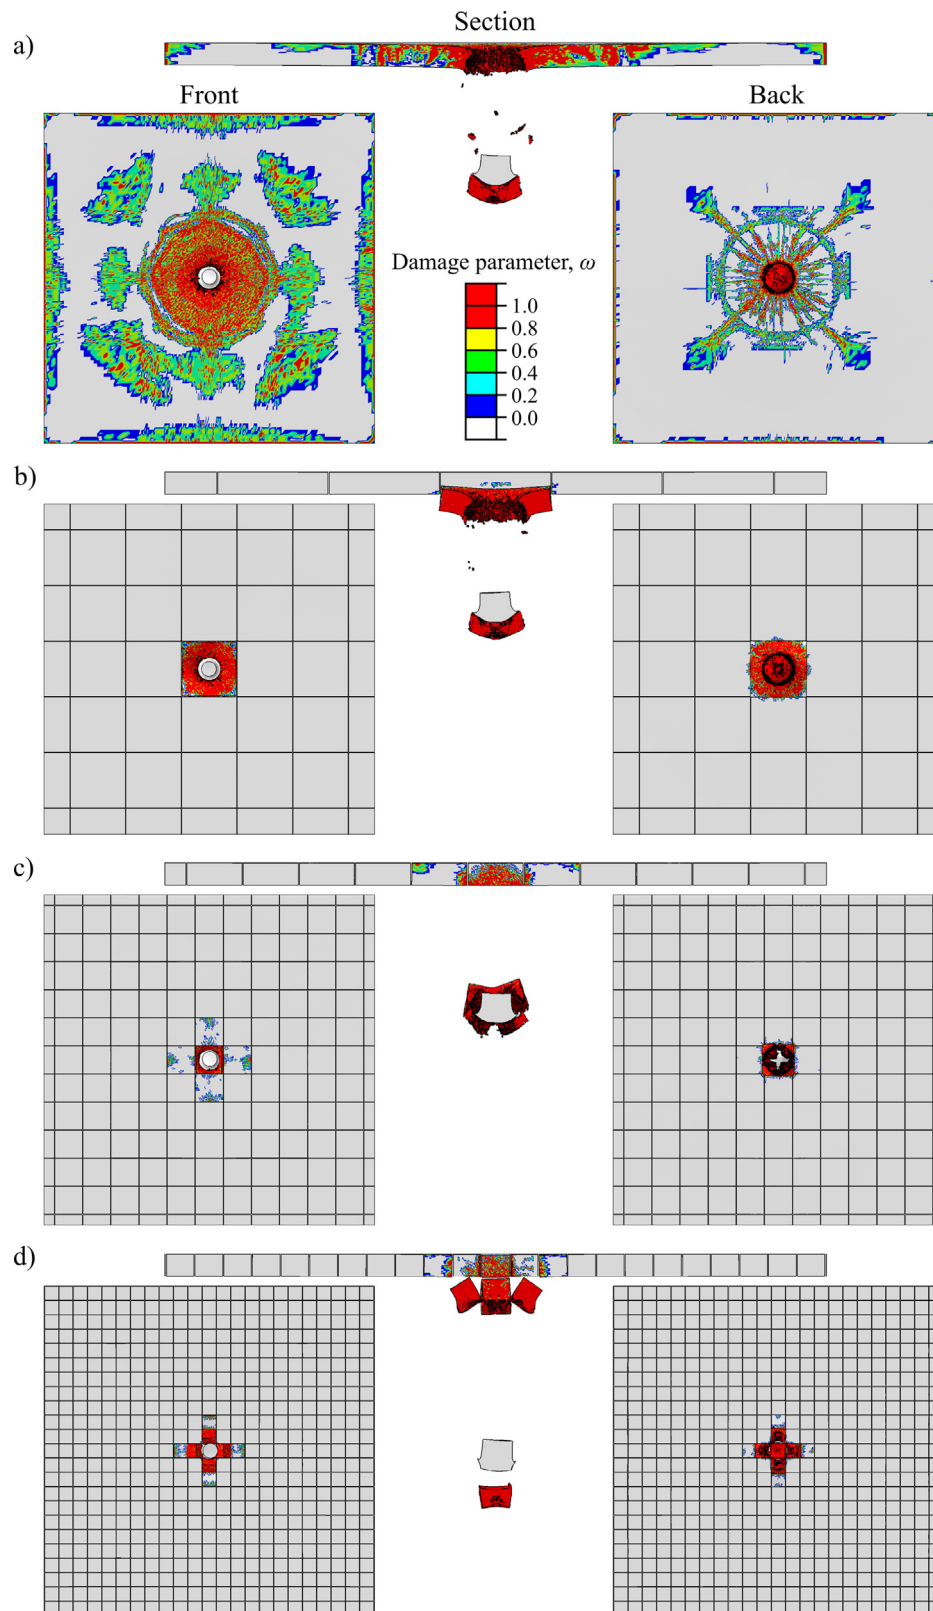 Section
a)
Front
Back
Damage parameter, ω
1.0
0.8
0.6
0.4
0.2
0.0
b)
c)
d)